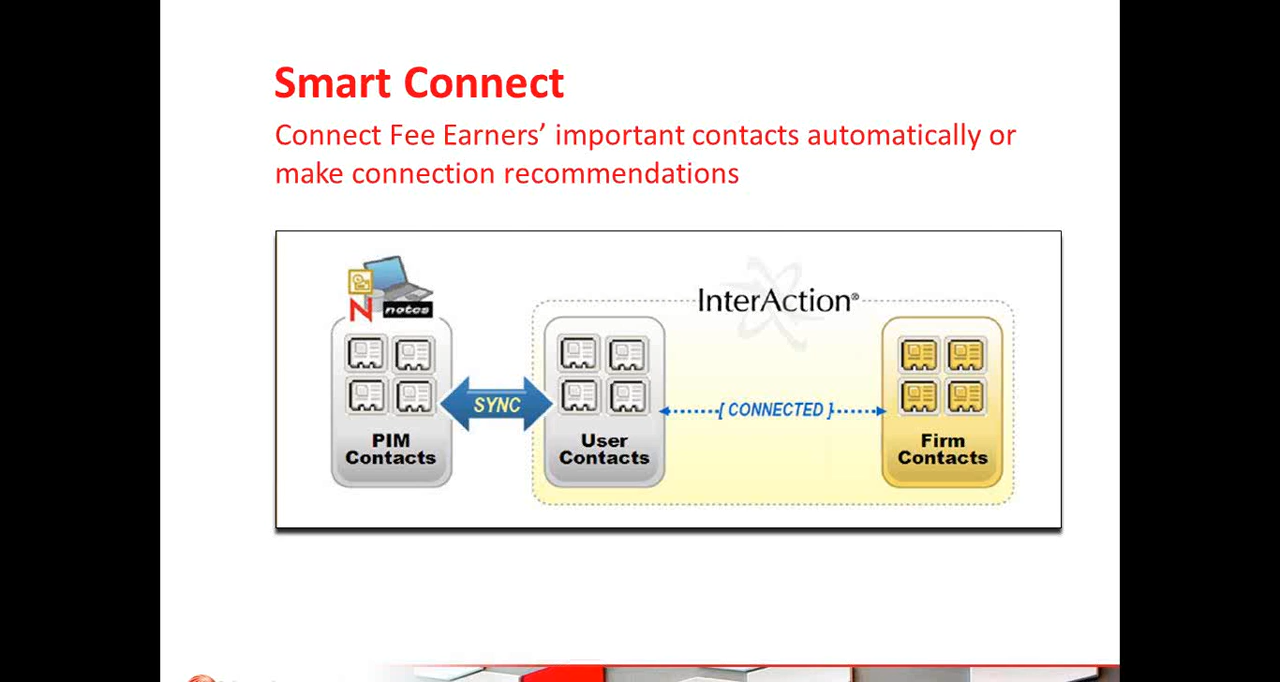 Smart Connect
Connect Fee Earners’ important contacts automatically or
make connection recommendations
InterAction®
N notes
SYNC
[ CONNECTED ]
PIM
Contacts
User
Contacts
Firm
Contacts